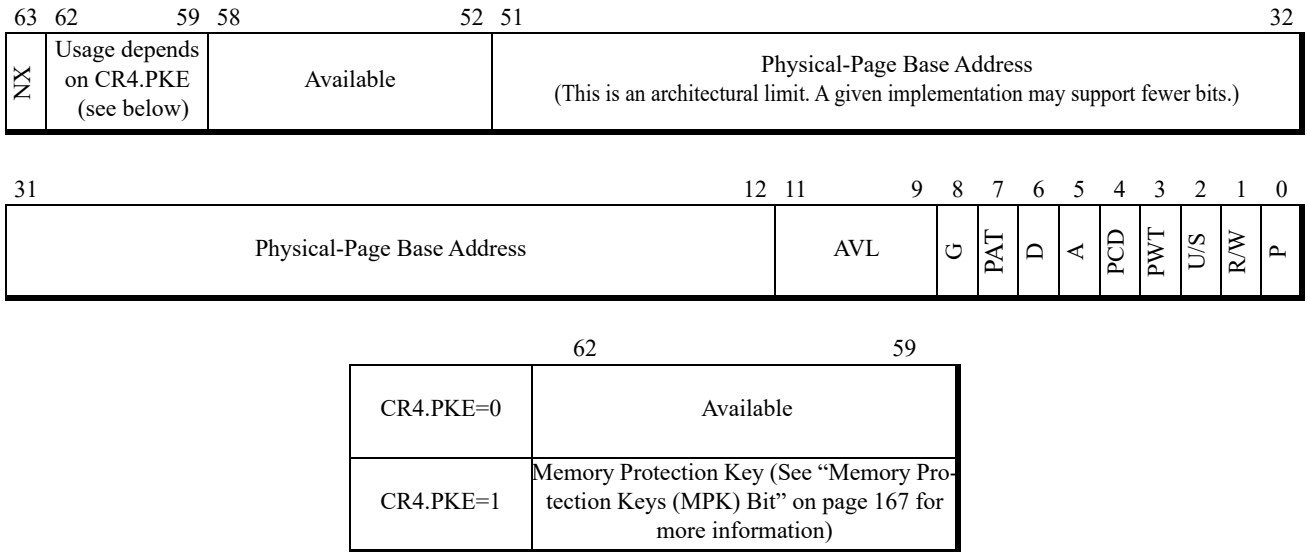 63 62 59 58 52 51 32
NX
Usage depends
on CR4.PKE
(see below)
Available
Physical-Page Base Address
(This is an architectural limit. A given implementation may support fewer bits.)
31 12 11 9 8 7 6 5 4 3 2 1 0
Physical-Page Base Address AVL G PAT D A PCD PWT U/S R/W P
62 59
CR4.PKE=0 Available
CR4.PKE=1
Memory Protection Key (See “Memory Pro-
tection Keys (MPK) Bit” on page 167 for
more information)